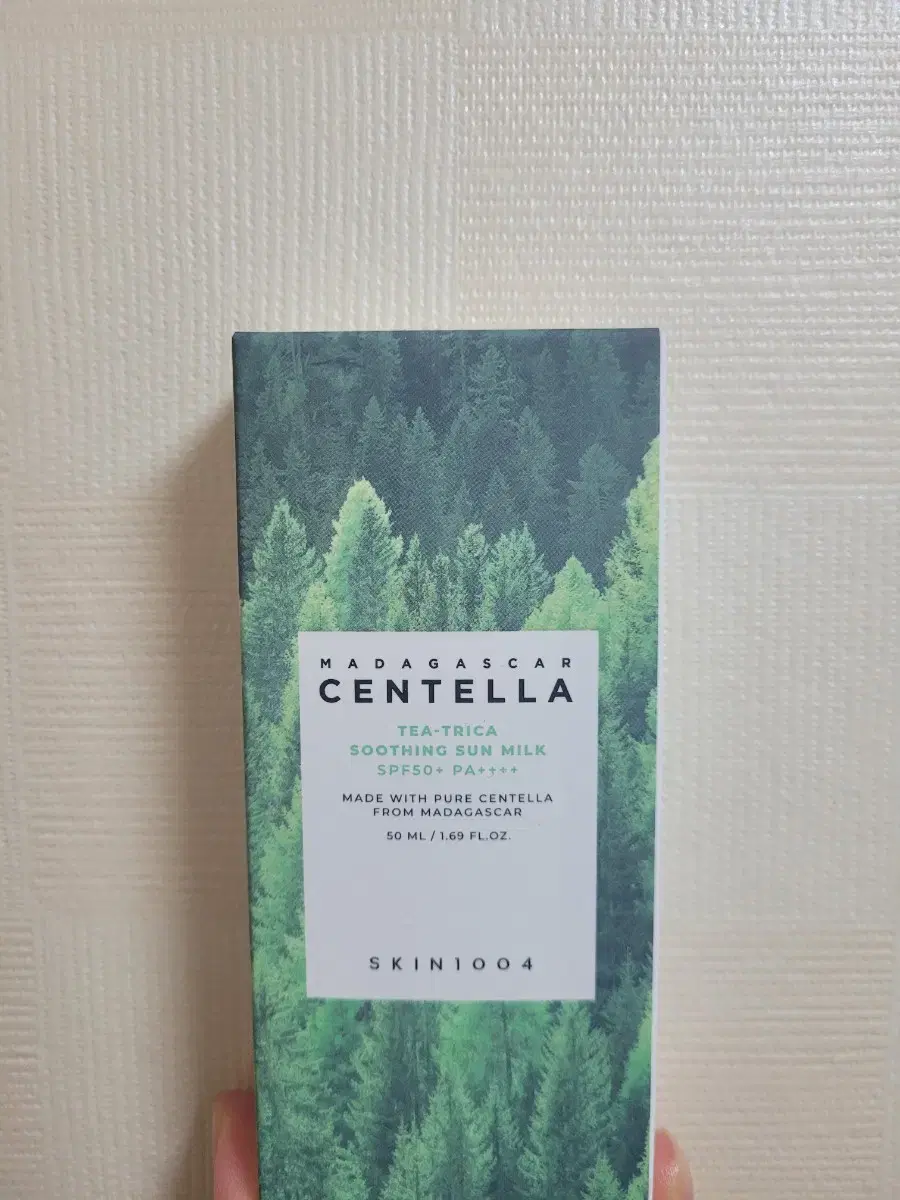 MADAGASCAR
CENTELLA
TEA-TRICA
SOOTHING SUN MILK
SPF50+ PA++++
MADE WITH PURE CENTELLA
FROM MADAGASCAR
50 ML / 1.69 FL.OZ.
SKIN1004